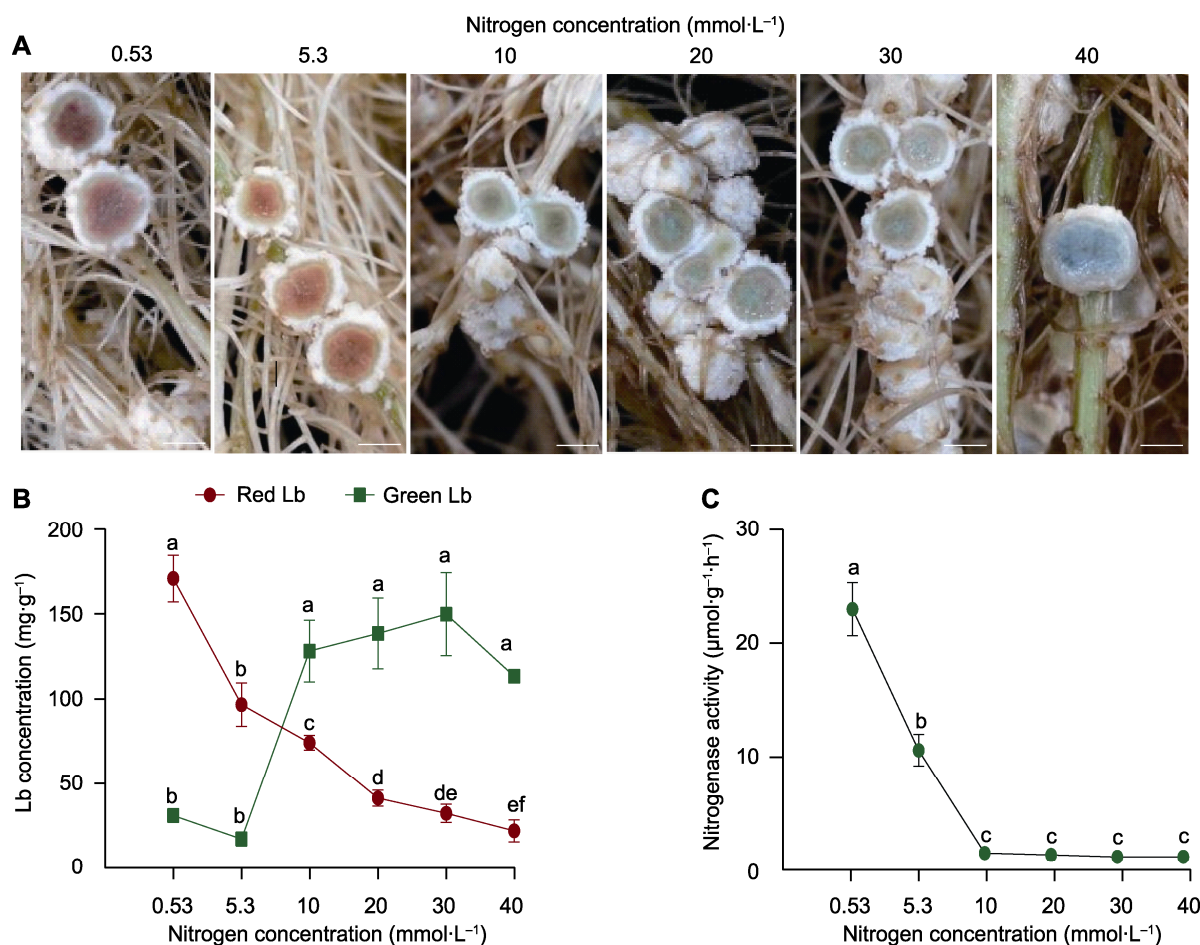 Nitrogen concentration (mmol·L⁻¹)
A
0.53 5.3 10 20 30 40
B
Red Lb Green Lb
Lb concentration (mg·g⁻¹)
200
150
100
50
0
a b c d de ef
b b a a a a
0.53 5.3 10 20 30 40
Nitrogen concentration (mmol·L⁻¹)
C
Nitrogenase activity (μmol·g⁻¹·h⁻¹)
30
20
10
0
a b c c c c
0.53 5.3 10 20 30 40
Nitrogen concentration (mmol·L⁻¹)